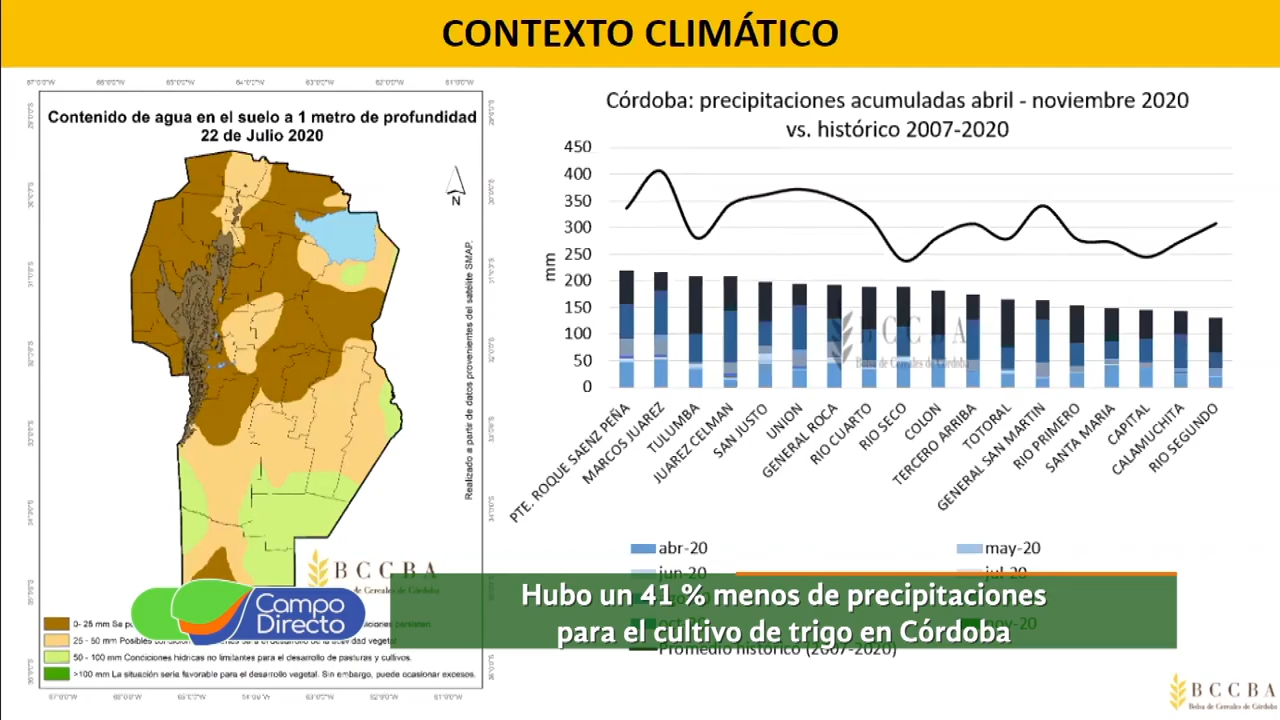 CONTEXTO CLIMÁTICO
Contenido de agua en el suelo a 1 metro de profundidad
22 de Julio 2020
N
Realizado a partir de datos provenientes del satélite SMAP.
0- 25 mm Se
25 - 50 mm Posibles
50 - 100 mm Condiciones hídricas no limitantes para el desarrollo de pasturas y cultivos.
>100 mm La situación seria favorable para el desarrollo vegetal. Sin embargo, puede ocasionar excesos.
BCCBA
Córdoba: precipitaciones acumuladas abril - noviembre 2020
vs. histórico 2007-2020
mm
450
400
350
300
250
200
150
100
50
0
BCCBA
Bolsa de Cereales de Córdoba
PTE. ROQUE SAENZ PEÑA
MARCOS JUAREZ
TULUMBA
JUAREZ CELMAN
SAN JUSTO
UNION
GENERAL ROCA
RIO CUARTO
RIO SECO
COLON
TERCERO ARRIBA
TOTORAL
GENERAL SAN MARTIN
RIO PRIMERO
SANTA MARIA
CAPITAL
CALAMUCHITA
RIO SEGUNDO
abr-20
may-20
jun-20
jul-20
Promedio histórico (2007-2020)
Campo
Directo
Hubo un 41 % menos de precipitaciones
para el cultivo de trigo en Córdoba
BCCBA
Bolsa de Cereales de Córdoba